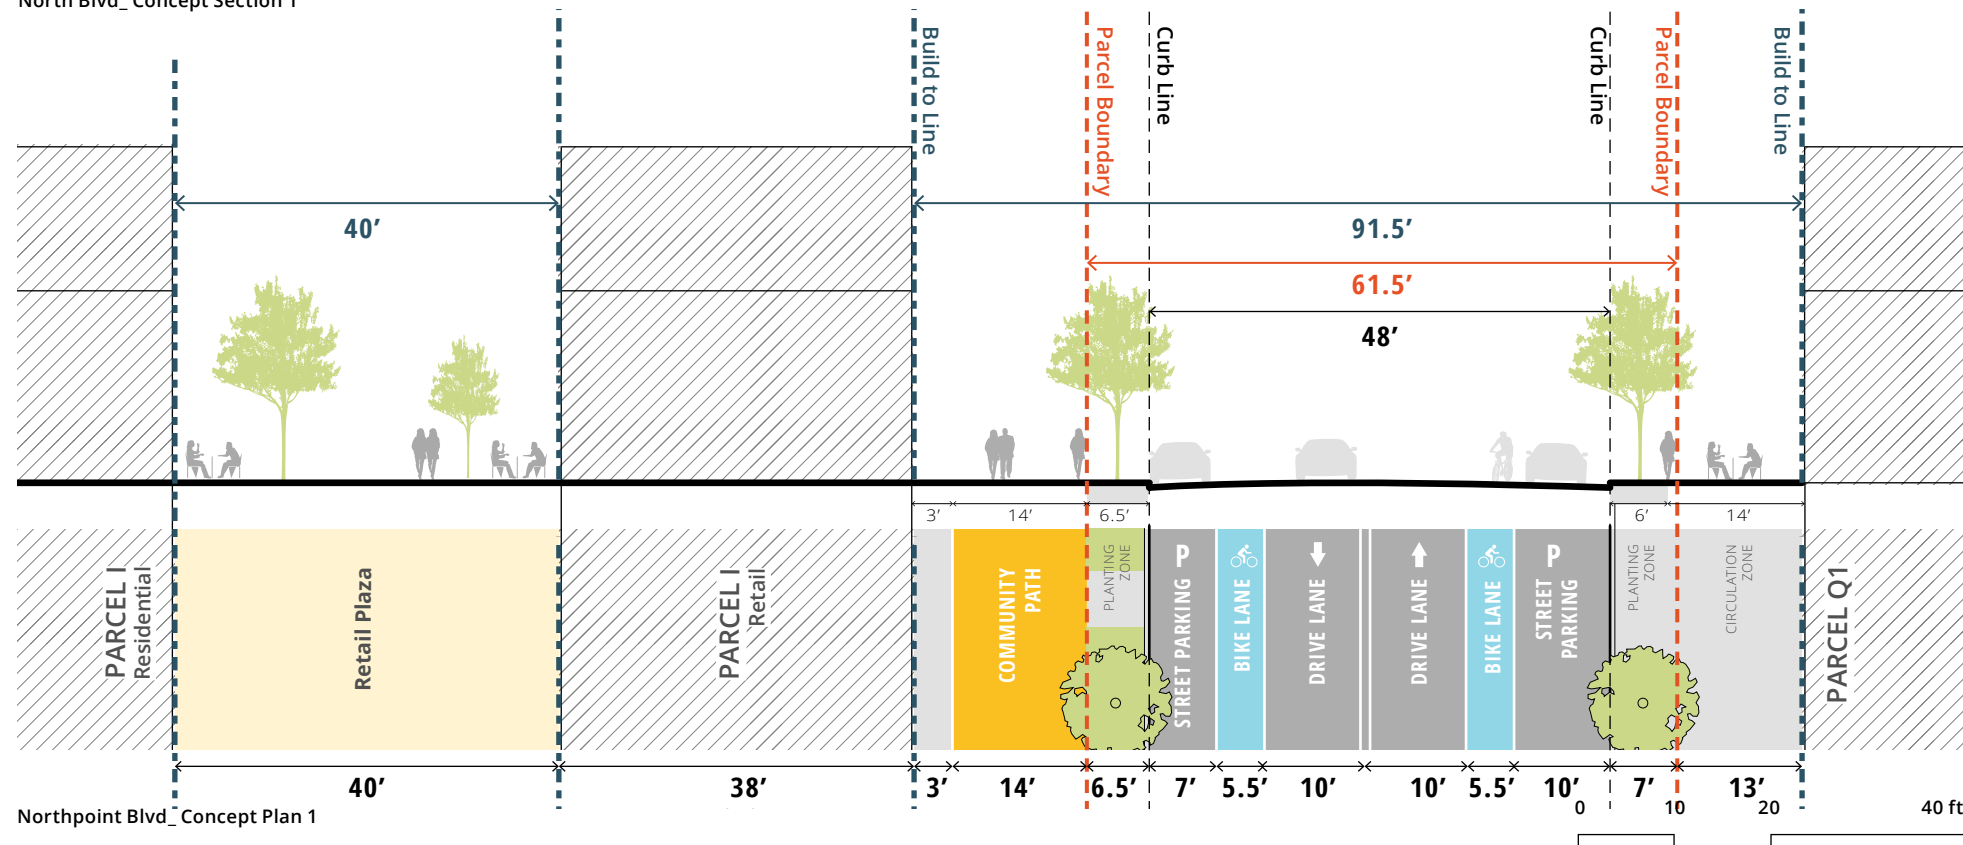 North Blvd_ Concept Section 1
Build to Line
Parcel Boundary
Curb Line
Curb Line
Parcel Boundary
Build to Line
40’
91.5’
61.5’
48’
3’
14’
6.5’
6’
14’
PARCEL I
Residential
Retail Plaza
PARCEL I
Retail
COMMUNITY
PATH
PLANTING
ZONE
P
STREET PARKING
BIKE LANE
DRIVE LANE
DRIVE LANE
BIKE LANE
P
STREET
PARKING
PLANTING
ZONE
CIRCULATION
ZONE
PARCEL Q1
40’
38’
3’
14’
6.5’
7’
5.5’
10’
10’
5.5’
10’
7’
13’
Northpoint Blvd_ Concept Plan 1
0
10
20
40 ft